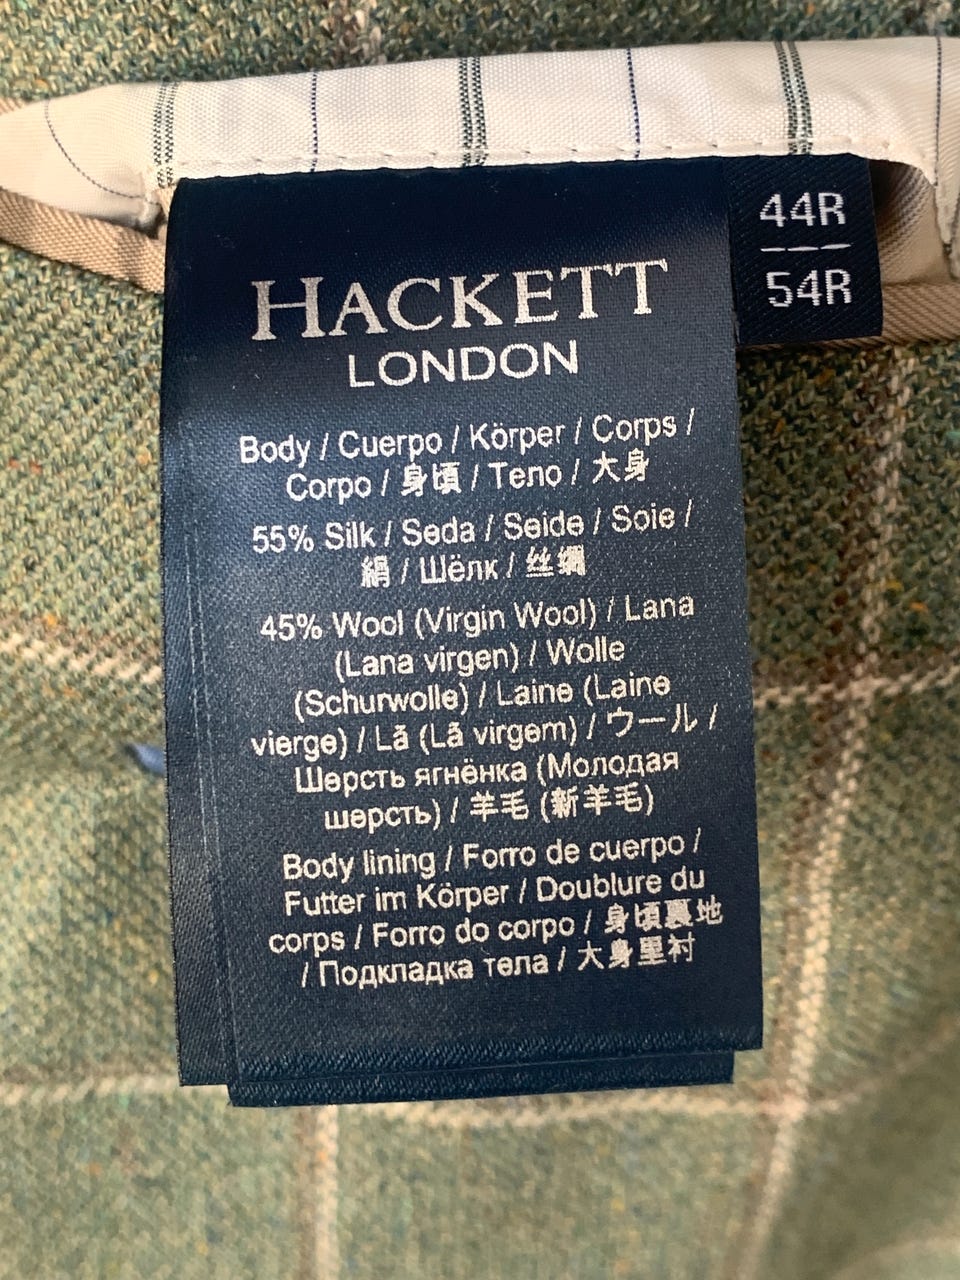 44R
54R
HACKETT
LONDON
Body / Cuerpo / Körper / Corps /
Corpo / 身頃 / Тело / 大身
55% Silk / Seda / Seide / Soie /
絹 / Шёлк / 丝绸
45% Wool (Virgin Wool) / Lana
(Lana virgen) / Wolle
(Schurwolle) / Laine (Laine
vierge) / Lã (Lã virgem) / ウール /
Шерсть ягнёнка (Молодая
шерсть) / 羊毛 (新羊毛)
Body lining / Forro de cuerpo /
Futter im Körper / Doublure du
corps / Forro do corpo / 身頃裏地
/ Подкладка тела / 大身里衬